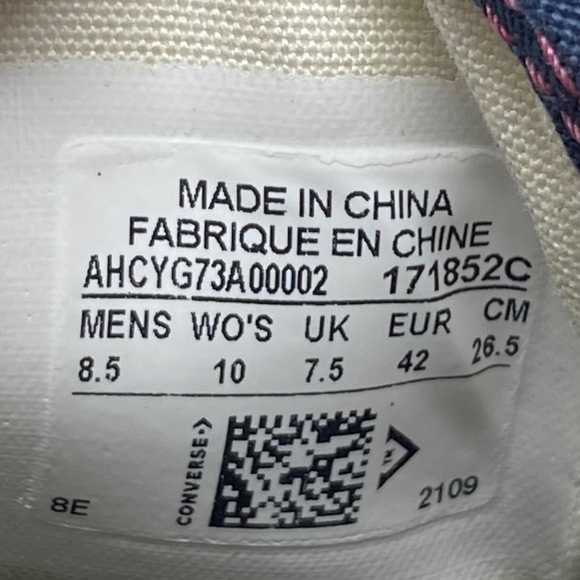 MADE IN CHINA
FABRIQUE EN CHINE
AHCYG73A00002 171852C
MENS WO'S UK EUR CM
8.5 10 7.5 42 26.5
CONVERSE
TM
8E 2109